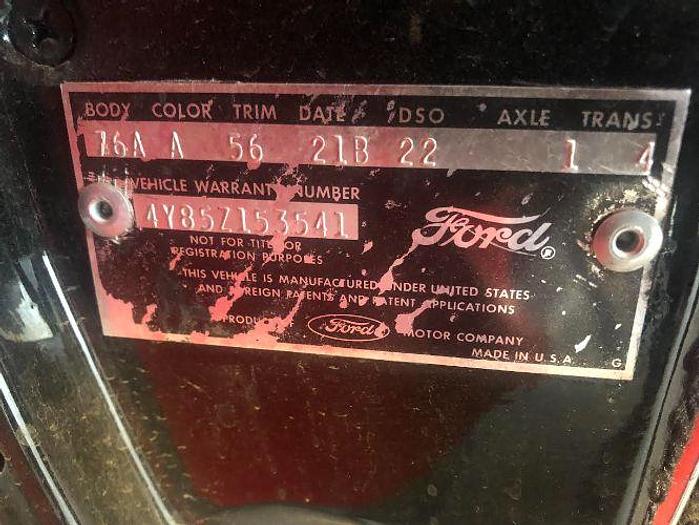 BODY COLOR TRIM DATE DSO AXLE TRANS
76A A 56 21B 22 1 4
VEHICLE WARRANTY NUMBER
4Y85Z153541
Ford ®
NOT FOR TITLE OR
REGISTRATION PURPOSES
THIS VEHICLE IS MANUFACTURED UNDER UNITED STATES
AND FOREIGN PATENTS AND PATENT APPLICATIONS
PRODU Ford MOTOR COMPANY
MADE IN U.S.A. G